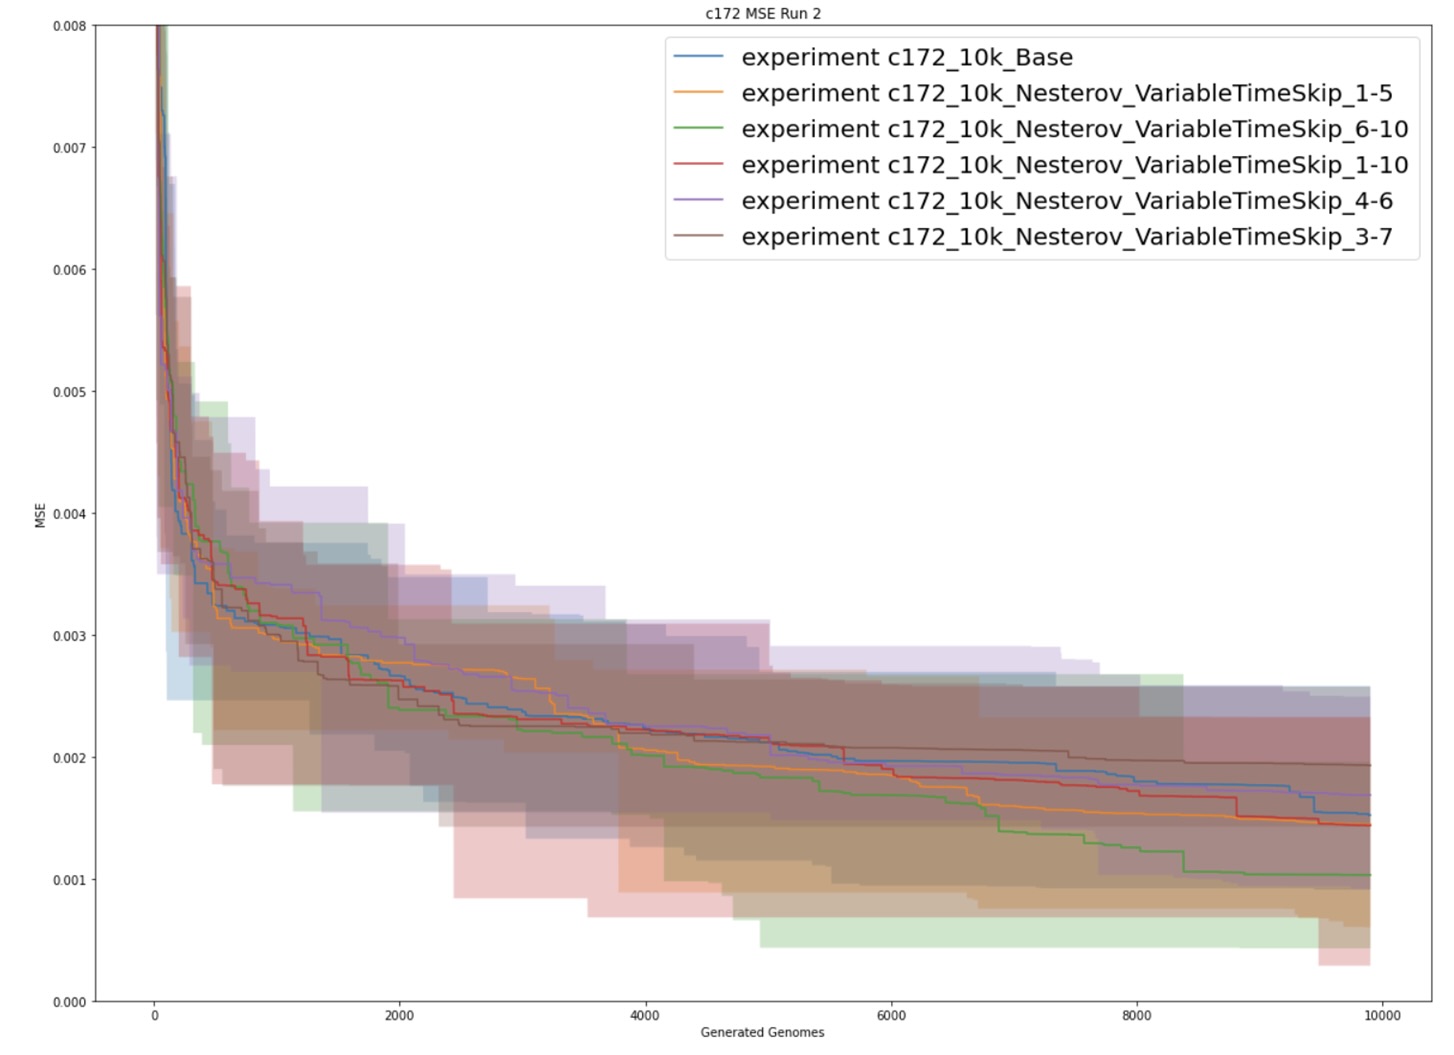 c172 MSE Run 2
experiment c172_10k_Base
experiment c172_10k_Nesterov_VariableTimeSkip_1-5
experiment c172_10k_Nesterov_VariableTimeSkip_6-10
experiment c172_10k_Nesterov_VariableTimeSkip_1-10
experiment c172_10k_Nesterov_VariableTimeSkip_4-6
experiment c172_10k_Nesterov_VariableTimeSkip_3-7
0.008
0.007
0.006
0.005
0.004
0.003
0.002
0.001
0.000
MSE
0 2000 4000 6000 8000 10000
Generated Genomes